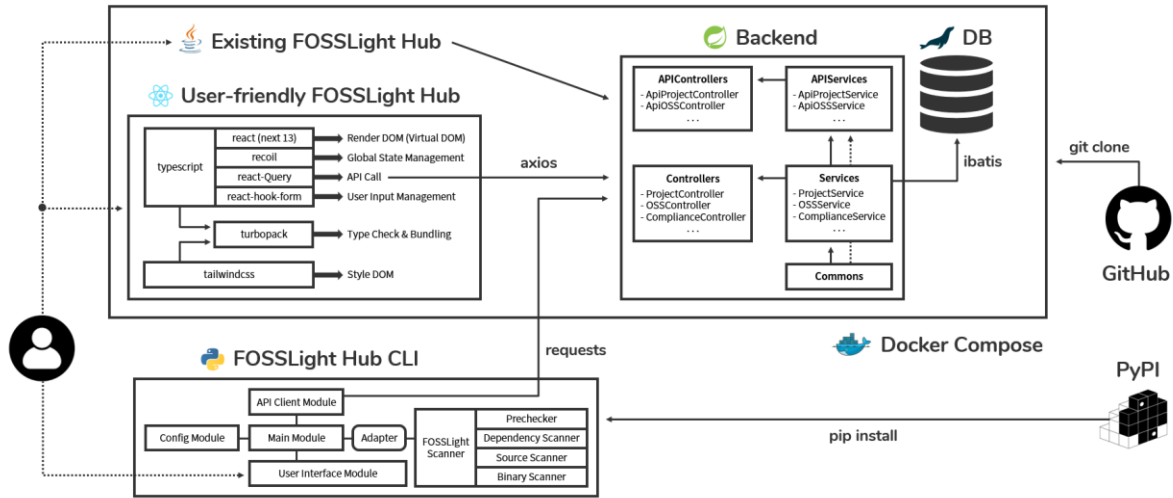 Existing FOSSLight Hub
User-friendly FOSSLight Hub
typescript
react (next 13)
Render DOM (Virtual DOM)
recoil
Global State Management
react-Query
API Call
react-hook-form
User Input Management
turbopack
Type Check & Bundling
tailwindcss
Style DOM
axios
requests
Backend
APIControllers
- ApiProjectController
- ApiOSSController
...
APIServices
- ApiProjectService
- ApiOSSService
...
Controllers
- ProjectController
- OSSController
- ComplianceController
...
Services
- ProjectService
- OSSService
- ComplianceService
...
Commons
DB
ibatis
git clone
GitHub
Docker Compose
FOSSLight Hub CLI
API Client Module
Config Module
Main Module
Adapter
User Interface Module
FOSSLight
Scanner
Prechecker
Dependency Scanner
Source Scanner
Binary Scanner
pip install
PyPI